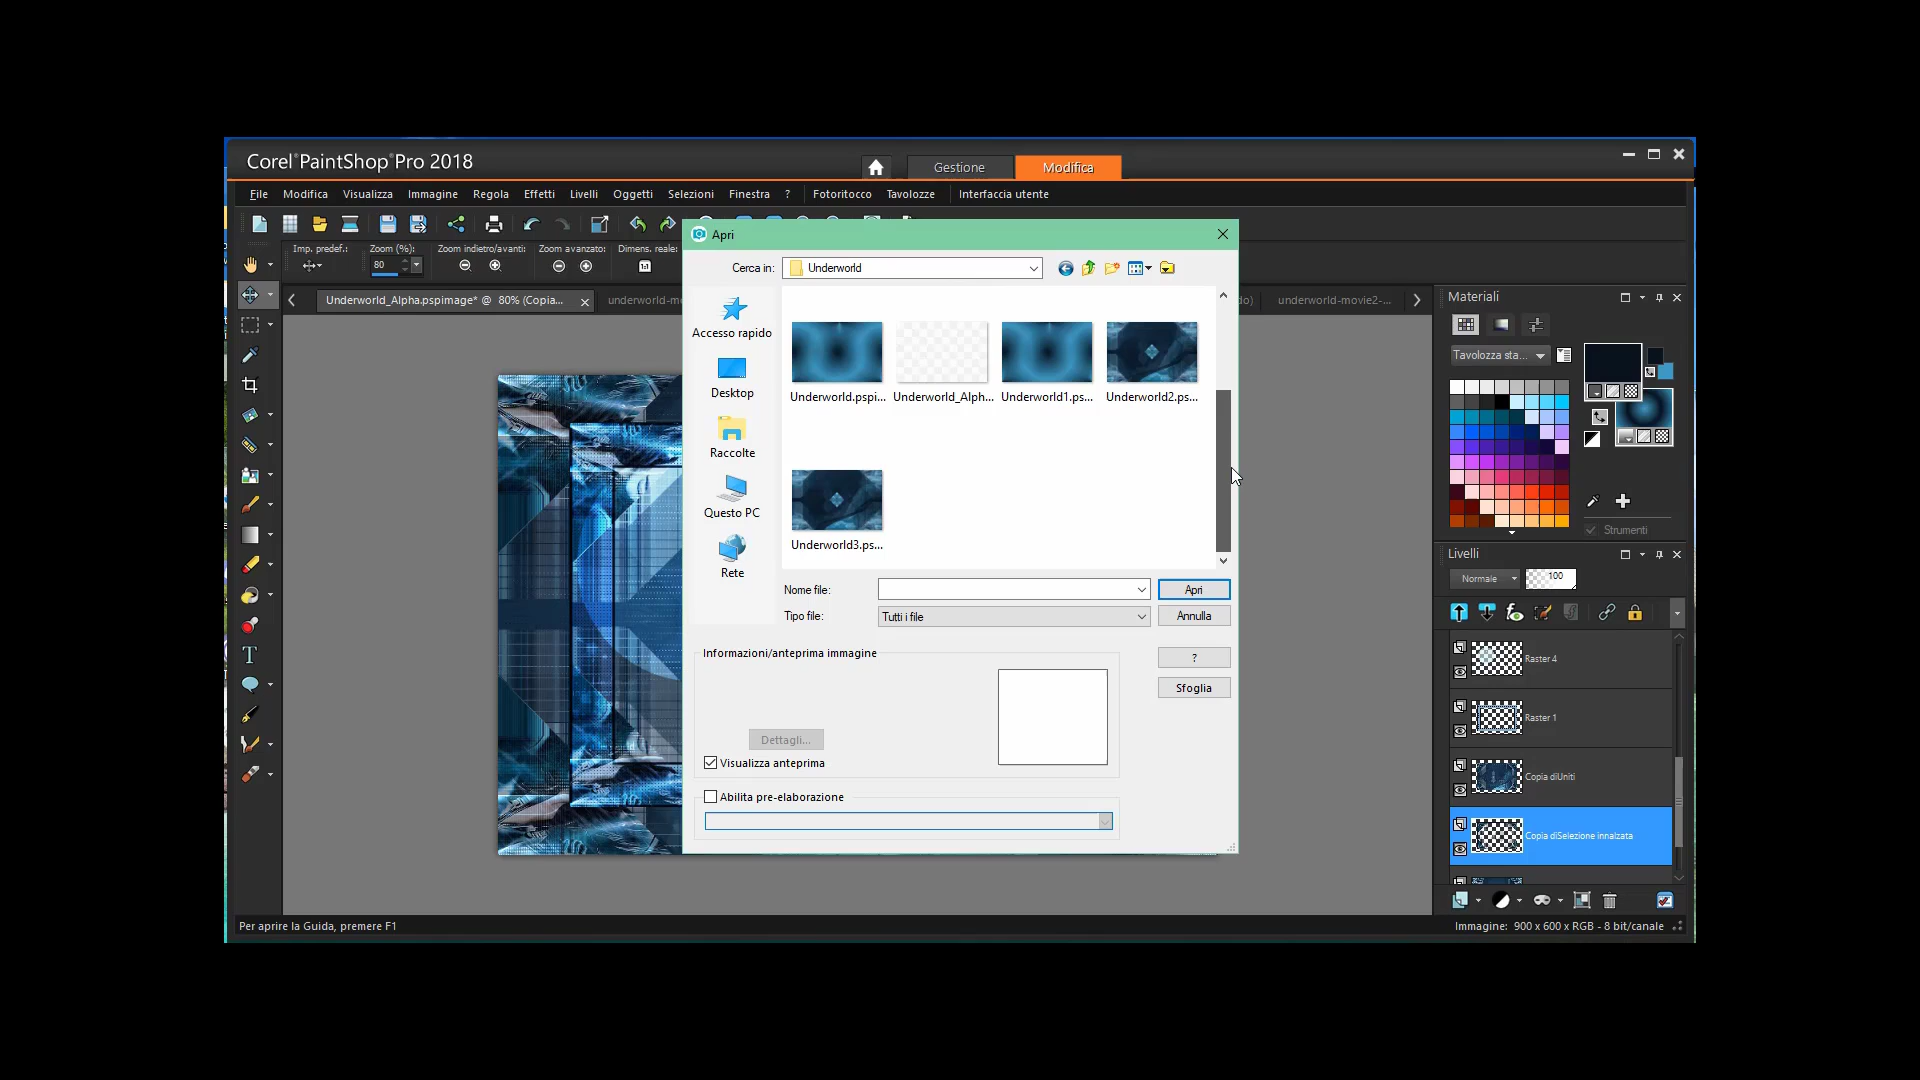 Corel PaintShop Pro 2018
Gestione
Modifica
File Modifica Visualizza Immagine Regola Effetti Livelli Oggetti Selezioni Finestra ? Fotoritocco Tavolozze Interfaccia utente
Imp. predef.: Zoom (%): Zoom indietro/avanti: Zoom avanzato: Dimens. reale:
80
Underworld_Alpha.pspimage* @ 80% (Copia...
underworld-movie2-...
Apri
Cerca in:
Underworld
Accesso rapido
Desktop
Raccolte
Questo PC
Rete
Underworld.pspi...
Underworld_Alph...
Underworld1.ps...
Underworld2.ps...
Underworld3.ps...
Nome file:
Apri
Tipo file:
Tutti i file
Annulla
Informazioni/anteprima immagine
?
Sfoglia
Dettagli...
Visualizza anteprima
Abilita pre-elaborazione
Materiali
Tavolozza sta...
Strumenti
Livelli
Normale
100
Raster 4
Raster 1
Copia diUniti
Copia diSelezione innalzata
Per aprire la Guida, premere F1
Immagine: 900 x 600 x RGB - 8 bit/canale